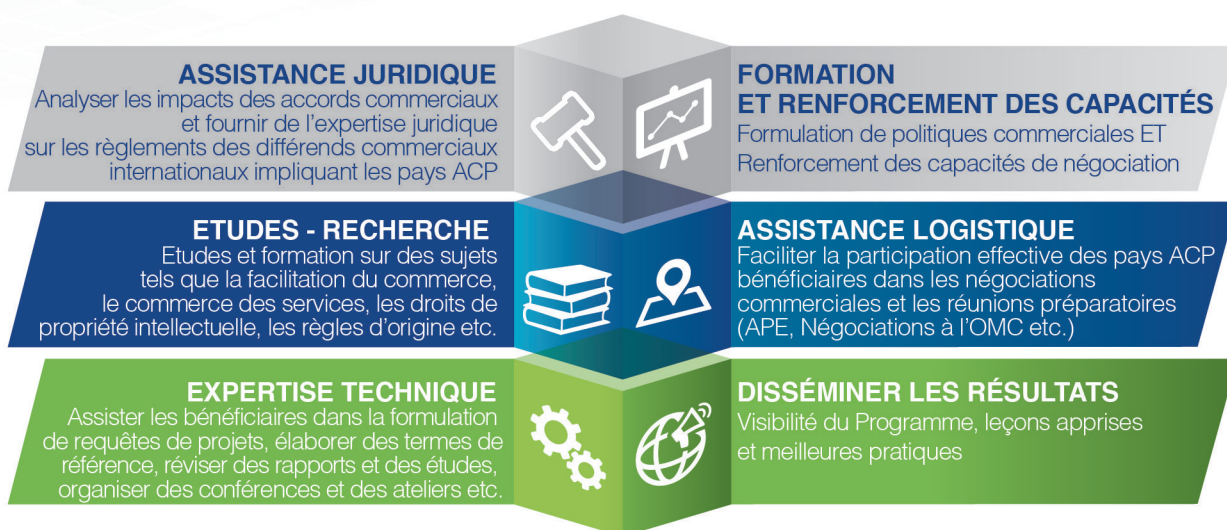 ASSISTANCE JURIDIQUE
Analyser les impacts des accords commerciaux
et fournir de l'expertise juridique
sur les règlements des différends commerciaux
internationaux impliquant les pays ACP
FORMATION
ET RENFORCEMENT DES CAPACITÉS
Formulation de politiques commerciales ET
Renforcement des capacités de négociation
ETUDES - RECHERCHE
Etudes et formation sur des sujets
tels que la facilitation du commerce,
le commerce des services, les droits de
propriété intellectuelle, les règles d'origine etc.
ASSISTANCE LOGISTIQUE
Faciliter la participation effective des pays ACP
bénéficiaires dans les négociations
commerciales et les réunions préparatoires
(APE, Négociations à l'OMC etc.)
EXPERTISE TECHNIQUE
Assister les bénéficiaires dans la formulation
de requêtes de projets, élaborer des termes de
référence, réviser des rapports et des études,
organiser des conférences et des ateliers etc.
DISSÉMINER LES RÉSULTATS
Visibilité du Programme, leçons apprises
et meilleures pratiques